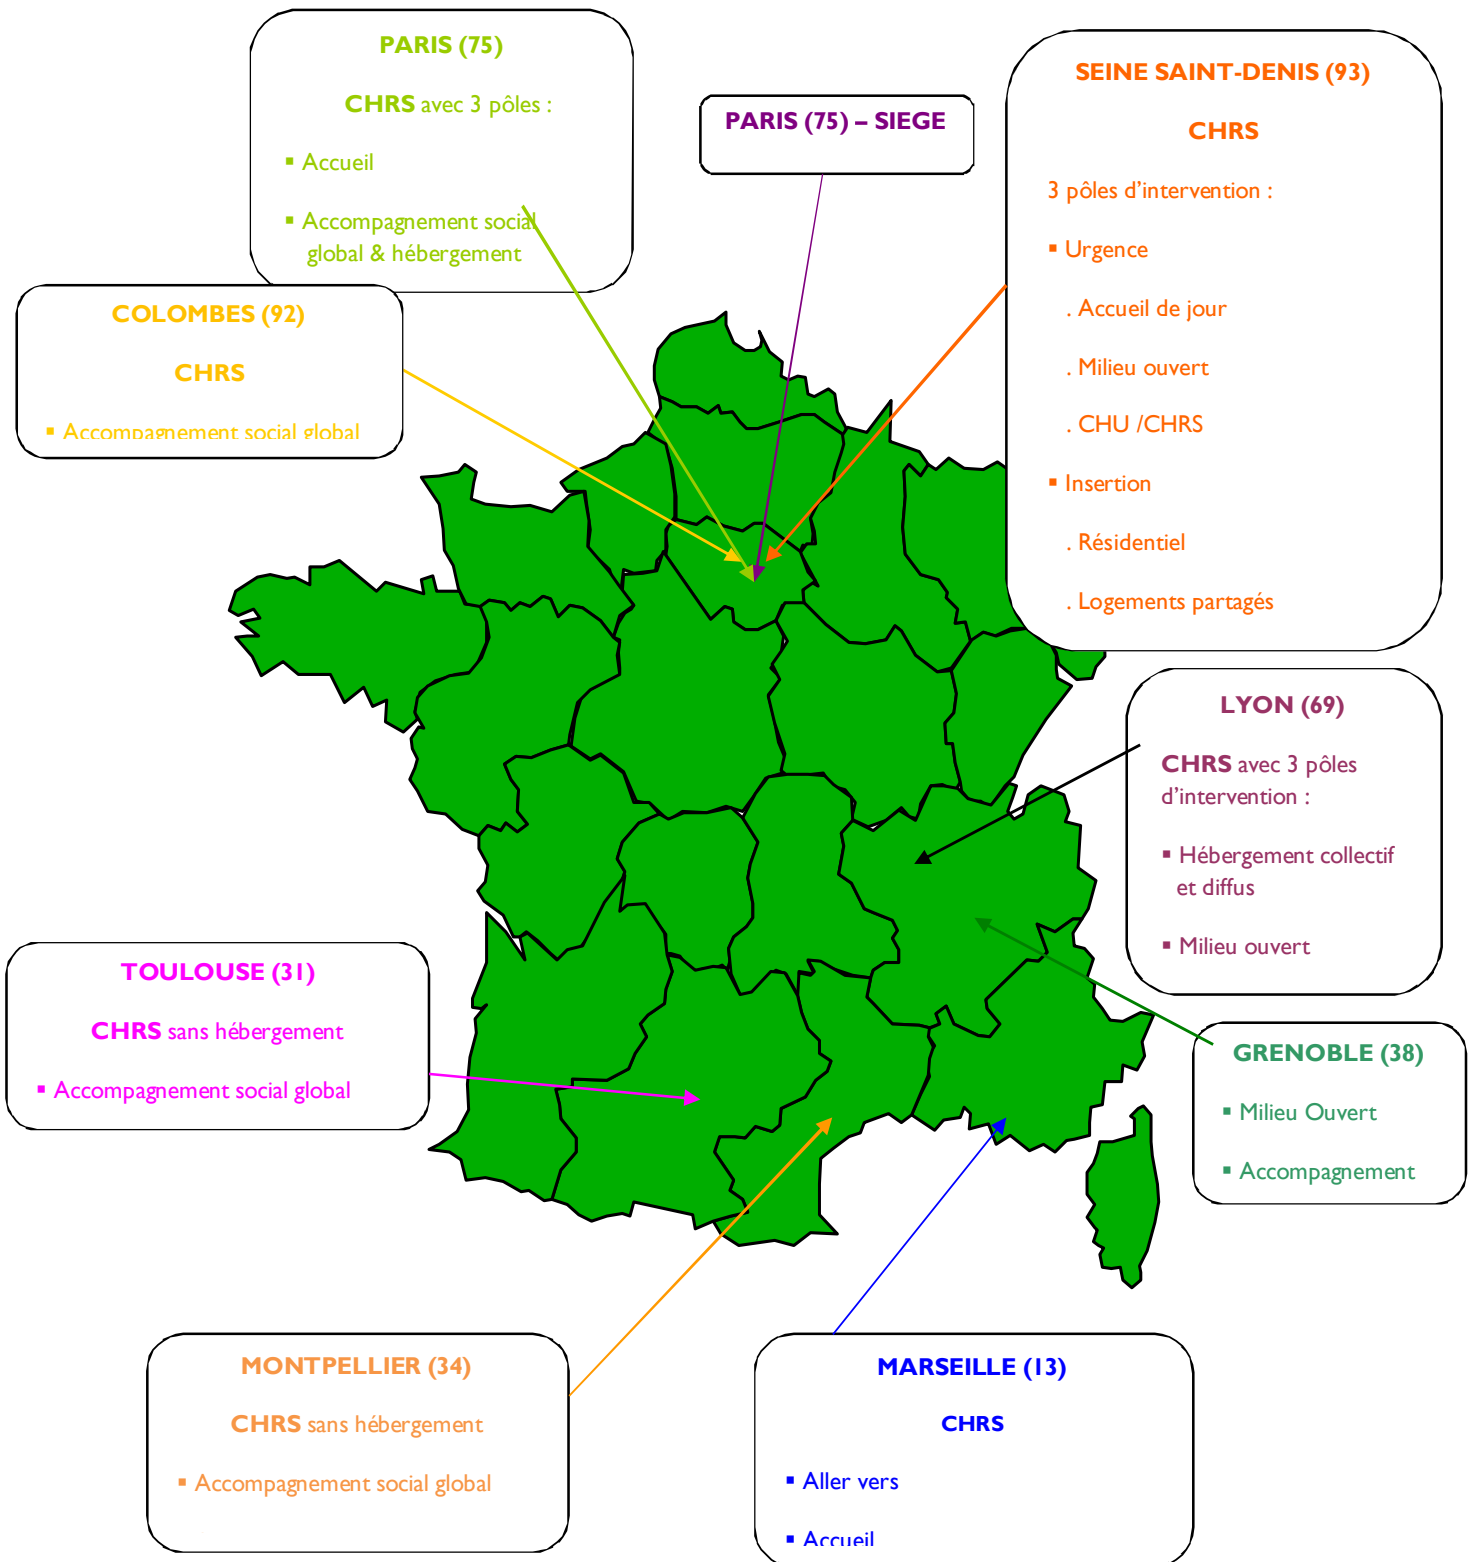 PARIS (75)
CHRS avec 3 pôles :
▪ Accueil
▪ Accompagnement social
global & hébergement
PARIS (75) – SIEGE
SEINE SAINT-DENIS (93)
CHRS
3 pôles d’intervention :
▪ Urgence
. Accueil de jour
. Milieu ouvert
. CHU /CHRS
▪ Insertion
. Résidentiel
. Logements partagés
COLOMBES (92)
CHRS
▪ Accompagnement social global
LYON (69)
CHRS avec 3 pôles
d’intervention :
▪ Hébergement collectif
et diffus
▪ Milieu ouvert
TOULOUSE (31)
CHRS sans hébergement
▪ Accompagnement social global
GRENOBLE (38)
▪ Milieu Ouvert
▪ Accompagnement
MONTPELLIER (34)
CHRS sans hébergement
▪ Accompagnement social global
MARSEILLE (13)
CHRS
▪ Aller vers
▪ Accueil